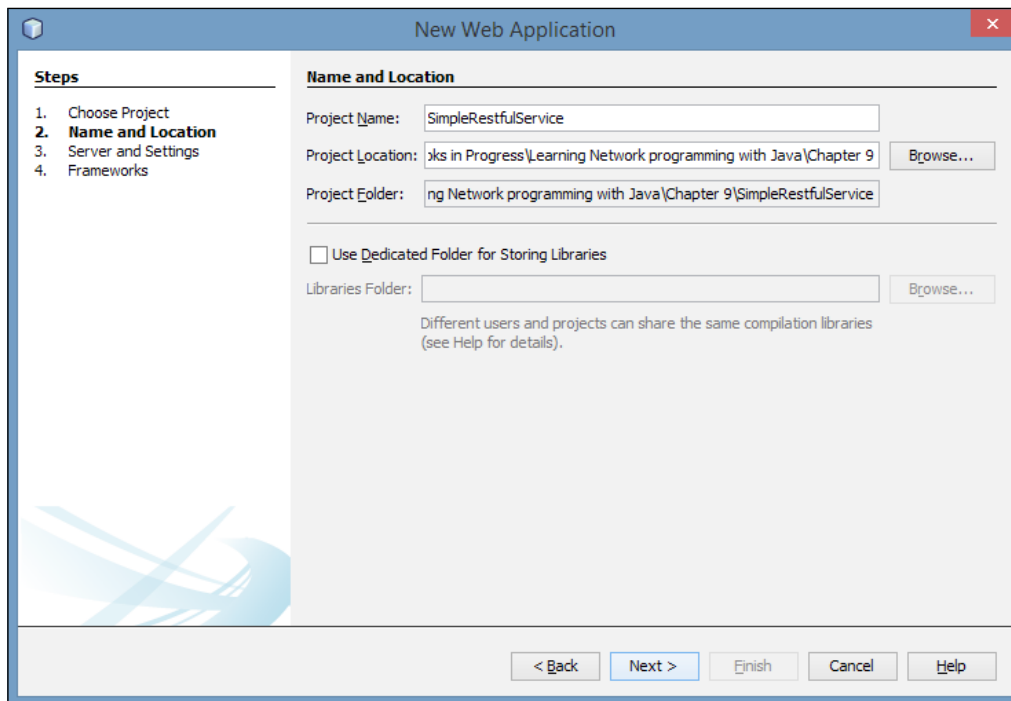 New Web Application
Steps
1. Choose Project
2. Name and Location
3. Server and Settings
4. Frameworks
Name and Location
Project Name: SimpleRestfulService
Project Location: oks in Progress\Learning Network programming with Java\Chapter 9 Browse...
Project Folder: ng Network programming with Java\Chapter 9\SimpleRestfulService
Use Dedicated Folder for Storing Libraries
Libraries Folder: Browse...
Different users and projects can share the same compilation libraries
(see Help for details).
< Back Next > Finish Cancel Help